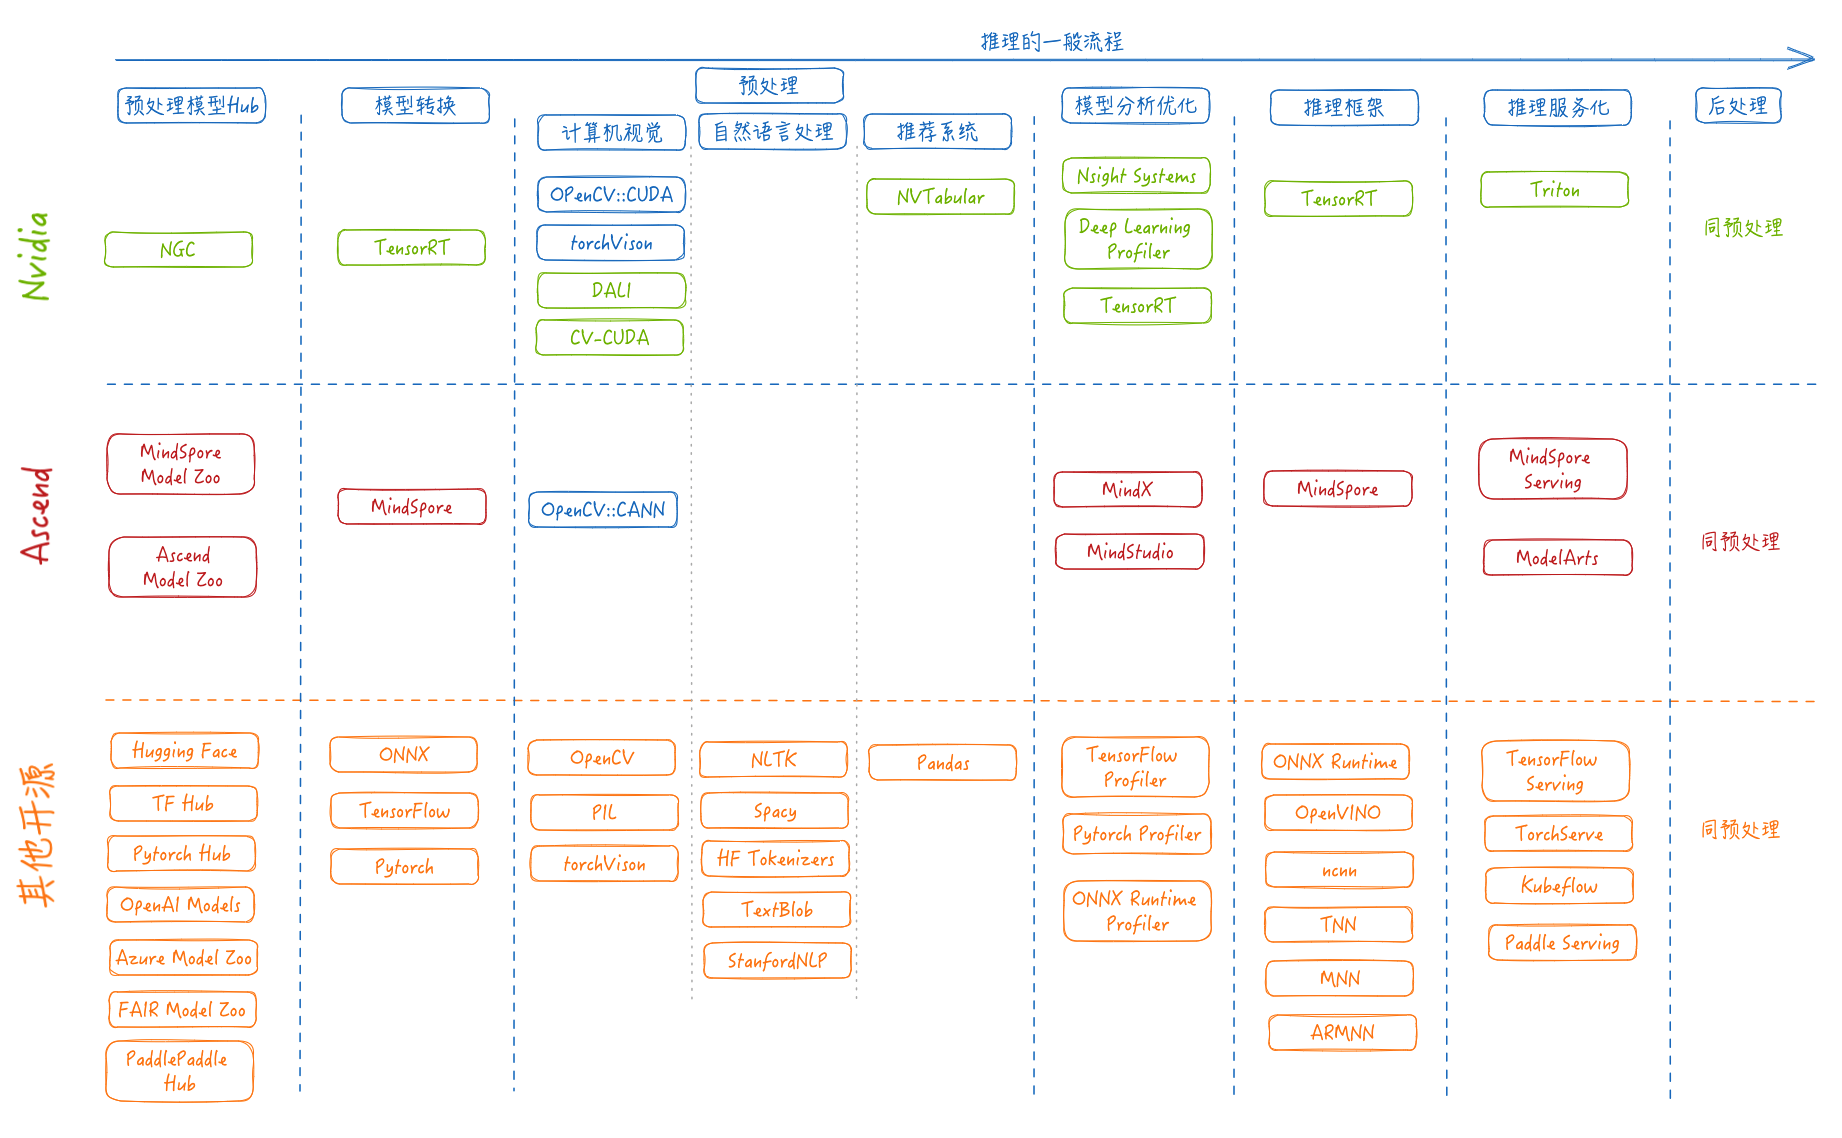 推理的一般流程
预处理模型Hub
模型转换
预处理
计算机视觉
自然语言处理
推荐系统
模型分析优化
推理框架
推理服务化
后处理
Nvidia
NGC
TensorRT
OPenCV::CUDA
torchVison
DALI
CV-CUDA
NVTabular
Nsight Systems
Deep Learning
Profiler
TensorRT
TensorRT
Triton
同预处理
Ascend
MindSpore
Model Zoo
Ascend
Model Zoo
MindSpore
OpenCV::CANN
MindX
MindStudio
MindSpore
MindSpore
Serving
ModelArts
同预处理
其他开源
Hugging Face
TF Hub
Pytorch Hub
OpenAI Models
Azure Model Zoo
FAIR Model Zoo
PaddlePaddle
Hub
ONNX
TensorFlow
Pytorch
OpenCV
PIL
torchVison
NLTK
Spacy
HF Tokenizers
TextBlob
StanfordNLP
Pandas
TensorFlow
Profiler
Pytorch Profiler
ONNX Runtime
Profiler
ONNX Runtime
OpenVINO
ncnn
TNN
MNN
ARMNN
TensorFlow
Serving
TorchServe
Kubeflow
Paddle Serving
同预处理